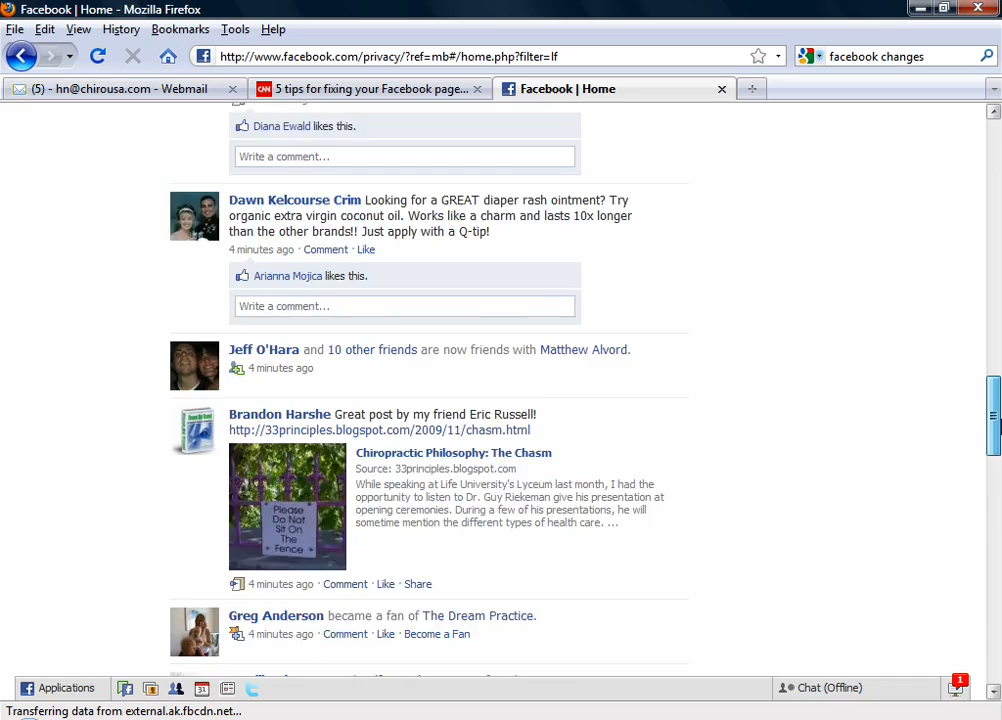 Facebook | Home - Mozilla Firefox
File Edit View History Bookmarks Tools Help
http://www.facebook.com/privacy/?ref=mb#/home.php?filter=lf
facebook changes
(5) - hn@chirousa.com - Webmail
CNN 5 tips for fixing your Facebook page...
Facebook | Home
Diana Ewald likes this.
Write a comment...
Dawn Kelcourse Crim Looking for a GREAT diaper rash ointment? Try
organic extra virgin coconut oil. Works like a charm and lasts 10x longer
than the other brands!! Just apply with a Q-tip!
4 minutes ago · Comment · Like
Arianna Mojica likes this.
Write a comment...
Jeff O'Hara and 10 other friends are now friends with Matthew Alvord.
4 minutes ago
Brandon Harshe Great post by my friend Eric Russell!
http://33principles.blogspot.com/2009/11/chasm.html
Chiropractic Philosophy: The Chasm
Source: 33principles.blogspot.com
While speaking at Life University's Lyceum last month, I had the
opportunity to listen to Dr. Guy Riekeman give his presentation at
opening ceremonies. During a few of his presentations, he will
sometime mention the different types of health care. ...
Please
Do Not
Sit On
The
Fence
4 minutes ago · Comment · Like · Share
Greg Anderson became a fan of The Dream Practice.
4 minutes ago · Comment · Like · Become a Fan
Applications
31
Chat (Offline)
1
Transferring data from external.ak.fbcdn.net...